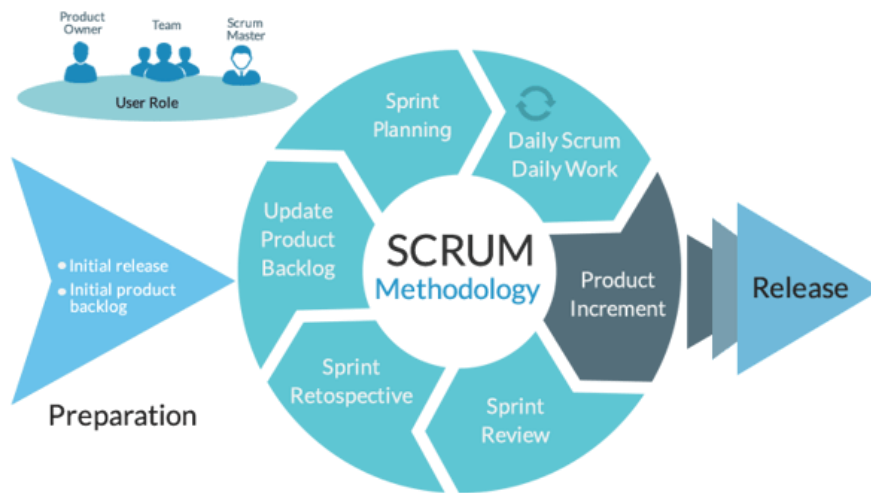 Product
Owner
Team
Scrum
Master
User Role
Sprint
Planning
Daily Scrum
Daily Work
Update
Product
Backlog
SCRUM
Methodology
Product
Increment
Release
• Initial release
• Initial product
backlog
Preparation
Sprint
Retospective
Sprint
Review